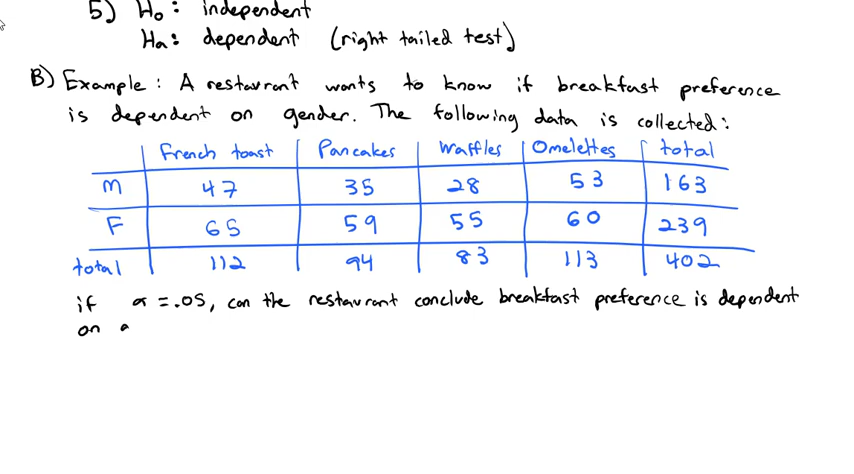 5) Ho: independent
Ha: dependent (right tailed test)
B) Example: A restaurant wants to know if breakfast preference
is dependent on gender. The following data is collected:
French toast Pancakes Waffles Omelettes total
M 47 35 28 53 163
F 65 59 55 60 239
total 112 94 83 113 402
if α = .05, can the restaurant conclude breakfast preference is dependent
on